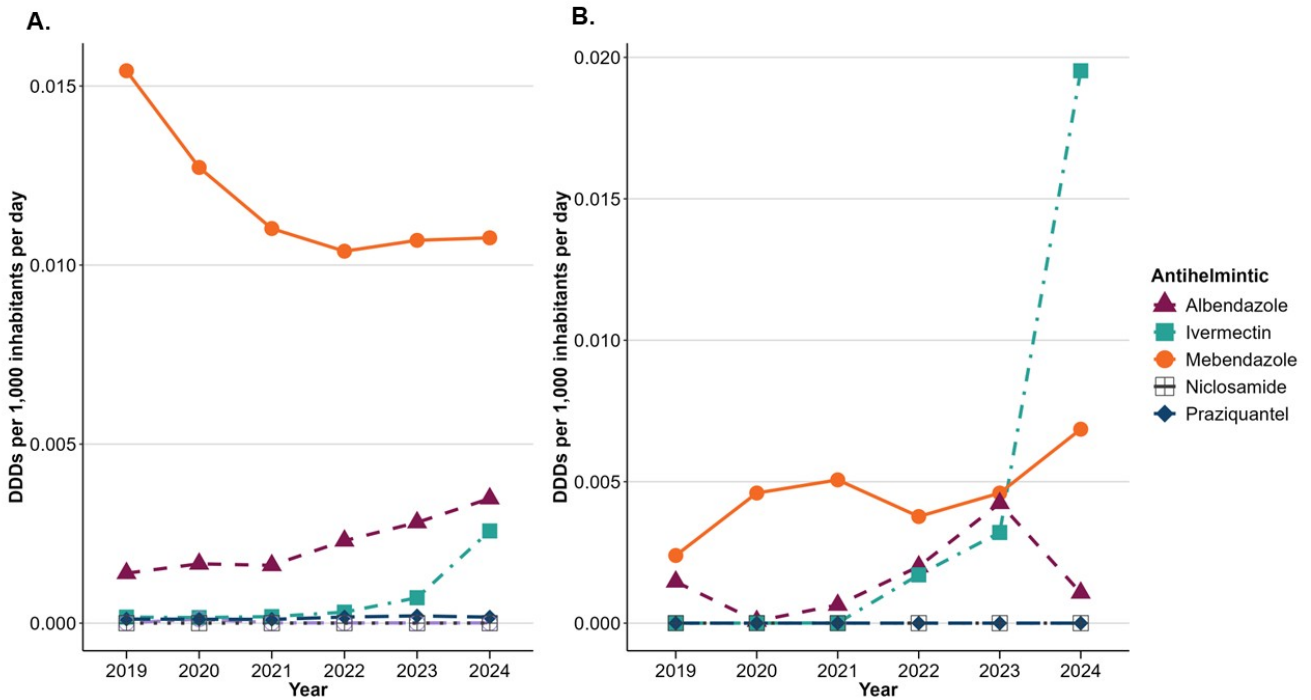 A.
DDDs per 1,000 inhabitants per day
0.015
0.010
0.005
0.000
2019 2020 2021 2022 2023 2024
Year
B.
DDDs per 1,000 inhabitants per day
0.020
0.015
0.010
0.005
0.000
2019 2020 2021 2022 2023 2024
Year
Antihelmintic
Albendazole
Ivermectin
Mebendazole
Niclosamide
Praziquantel